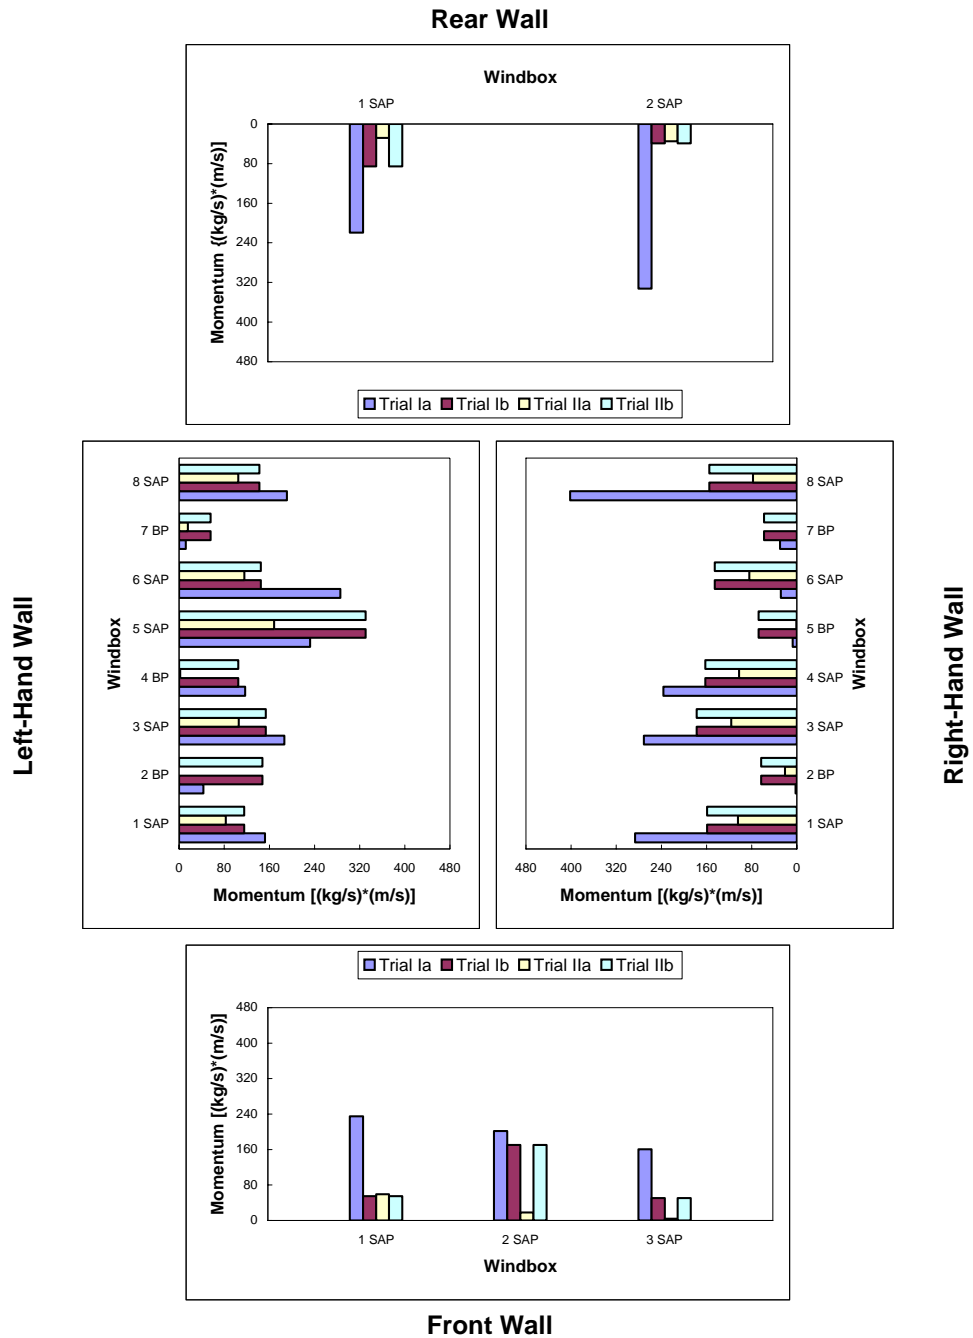 Rear Wall
Windbox
1 SAP 2 SAP
0
80
160
240
320
400
480
Momentum {(kg/s)*(m/s)]
Trial Ia Trial Ib Trial IIa Trial IIb
Left-Hand Wall
Windbox
8 SAP
7 BP
6 SAP
5 SAP
4 BP
3 SAP
2 BP
1 SAP
0 80 160 240 320 400 480
Momentum [(kg/s)*(m/s)]
8 SAP
7 BP
6 SAP
5 BP
4 SAP
3 SAP
2 BP
1 SAP
Windbox
480 400 320 240 160 80 0
Momentum [(kg/s)*(m/s)]
Right-Hand Wall
Trial Ia Trial Ib Trial IIa Trial IIb
480
400
320
240
160
80
0
Momentum [(kg/s)*(m/s)]
1 SAP 2 SAP 3 SAP
Windbox
Front Wall